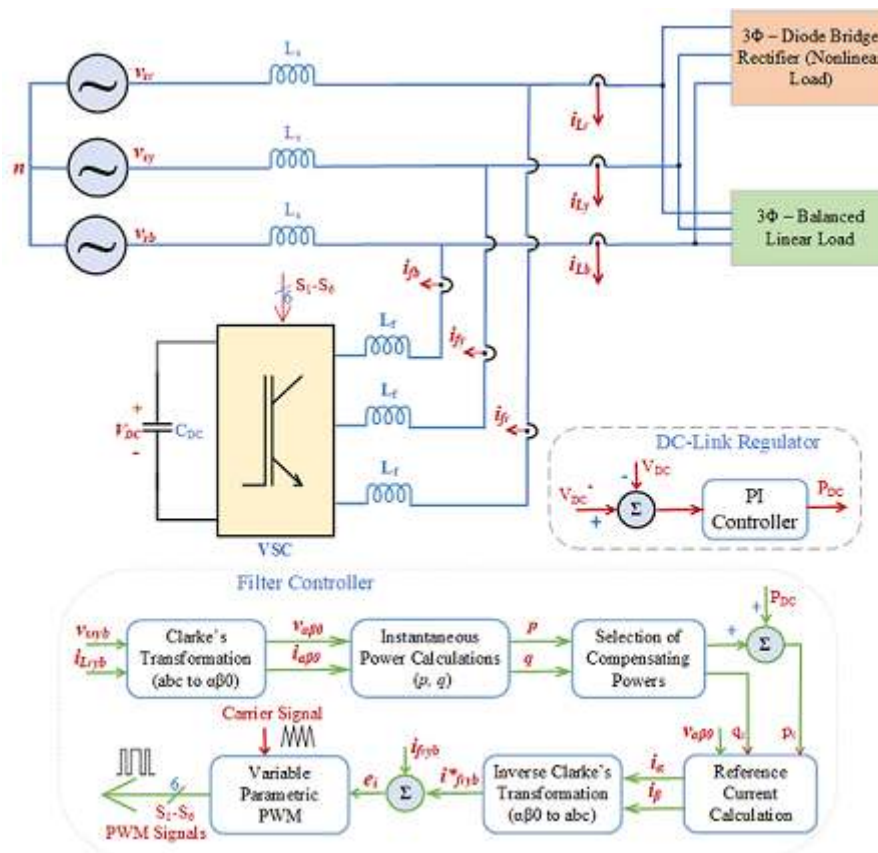 L_s
3Φ – Diode Bridge
Rectifier (Nonlinear
Load)
v_sr
i_Lr
L_s
n
v_sy
i_Ly
L_s
3Φ – Balanced
Linear Load
v_sb
i_Lb
i_fb
S_1-S_6
6
L_f
i_fy
L_f
+
V_DC
C_DC
-
i_fr
L_f
VSC
DC-Link Regulator
V_DC
-
V_DC*
+
Σ
PI
Controller
P_DC
Filter Controller
P_DC
+
v_sryb
i_Lryb
Clarke's
Transformation
(abc to αβ0)
v_αβ0
i_αβ0
Instantaneous
Power Calculations
(p, q)
p
q
Selection of
Compensating
Powers
+
Σ
Carrier Signal
i_fryb
v_αβ0
q_c
p_c
6
S_1-S_6
PWM Signals
Variable
Parametric
PWM
e_i
Σ
i*_fryb
Inverse Clarke's
Transformation
(αβ0 to abc)
i_α
i_β
Reference
Current
Calculation